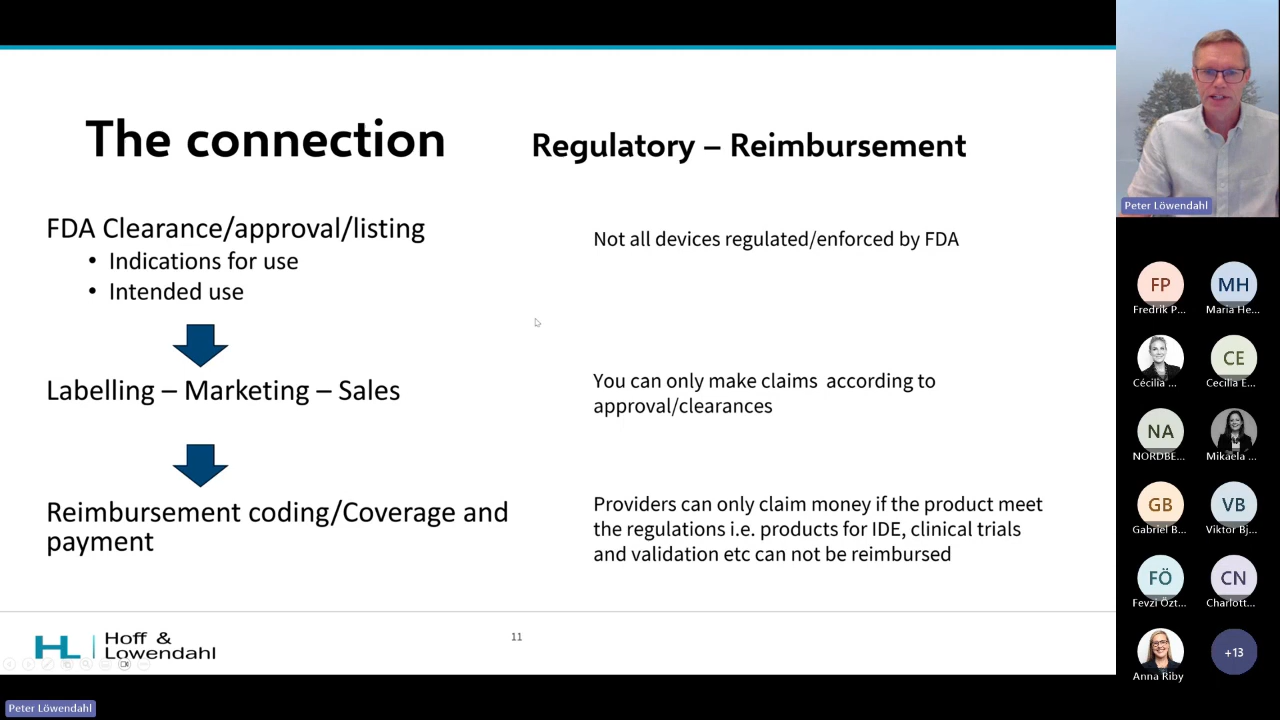 The connection
Regulatory – Reimbursement
FDA Clearance/approval/listing
• Indications for use
• Intended use
Not all devices regulated/enforced by FDA
Labelling – Marketing – Sales
You can only make claims according to
approval/clearances
Reimbursement coding/Coverage and
payment
Providers can only claim money if the product meet
the regulations i.e. products for IDE, clinical trials
and validation etc can not be reimbursed
HL
Hoff &
Lowendahl
11
Peter Löwendahl
Peter Löwendahl
FP
Fredrik P...
MH
Maria He...
Cécilia ...
CE
Cecilia E...
NA
NORDBE...
Mikaela ...
GB
Gabriel B...
VB
Viktor Bj...
FÖ
Fevzi Özt...
CN
Charlott...
Anna Riby
+13